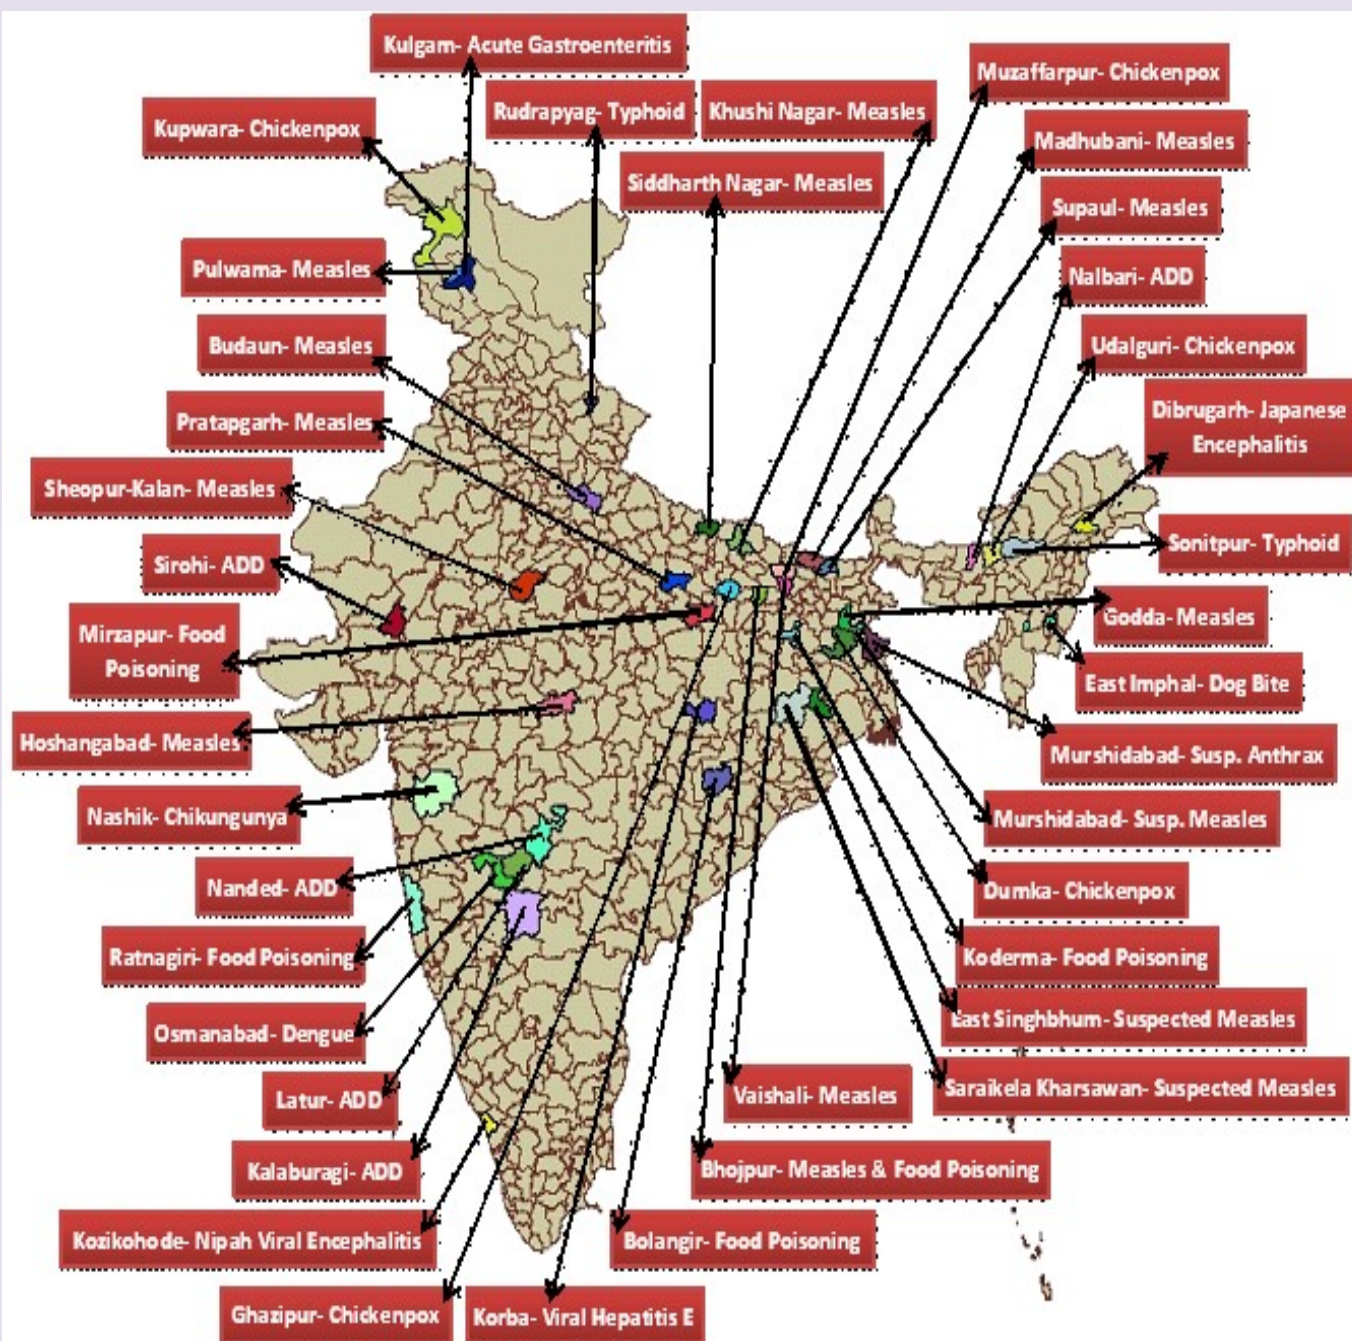 Kulgam- Acute Gastroenteritis
Muzaffarpur- Chickenpox
Rudrapyag- Typhoid
Khushi Nagar- Measles
Kupwara- Chickenpox
Madhubani- Measles
Siddharth Nagar- Measles
Supaul- Measles
Pulwama- Measles
Nalbari- ADD
Budaun- Measles
Udalguri- Chickenpox
Pratapgarh- Measles
Dibrugarh- Japanese
Encephalitis
Sheopur-Kalan- Measles
Sonitpur- Typhoid
Sirohi- ADD
Godda- Measles
Mirzapur- Food
Poisoning
East Imphal- Dog Bite
Hoshangabad- Measles
Murshidabad- Susp. Anthrax
Nashik- Chikungunya
Murshidabad- Susp. Measles
Nanded- ADD
Dumka- Chickenpox
Ratnagiri- Food Poisoning
Koderma- Food Poisoning
Osmanabad- Dengue
East Singhbhum- Suspected Measles
Latur- ADD
Vaishali- Measles
Saraikela Kharsawan- Suspected Measles
Kalaburagi- ADD
Bhojpur- Measles & Food Poisoning
Kozikohode- Nipah Viral Encephalitis
Bolangir- Food Poisoning
Ghazipur- Chickenpox
Korba- Viral Hepatitis E